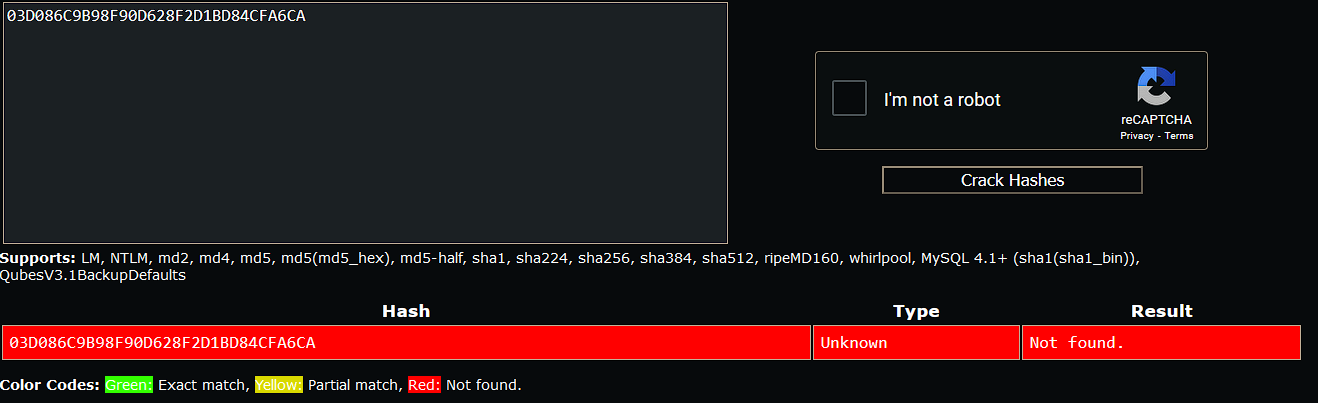 03D086C9B98F90D628F2D1BD84CFA6CA
I'm not a robot
reCAPTCHA
Privacy - Terms
Crack Hashes
Supports: LM, NTLM, md2, md4, md5, md5(md5_hex), md5-half, sha1, sha224, sha256, sha384, sha512, ripeMD160, whirlpool, MySQL 4.1+ (sha1(sha1_bin)),
QubesV3.1BackupDefaults
Hash Type Result
03D086C9B98F90D628F2D1BD84CFA6CA Unknown Not found.
Color Codes: Green: Exact match, Yellow: Partial match, Red: Not found.